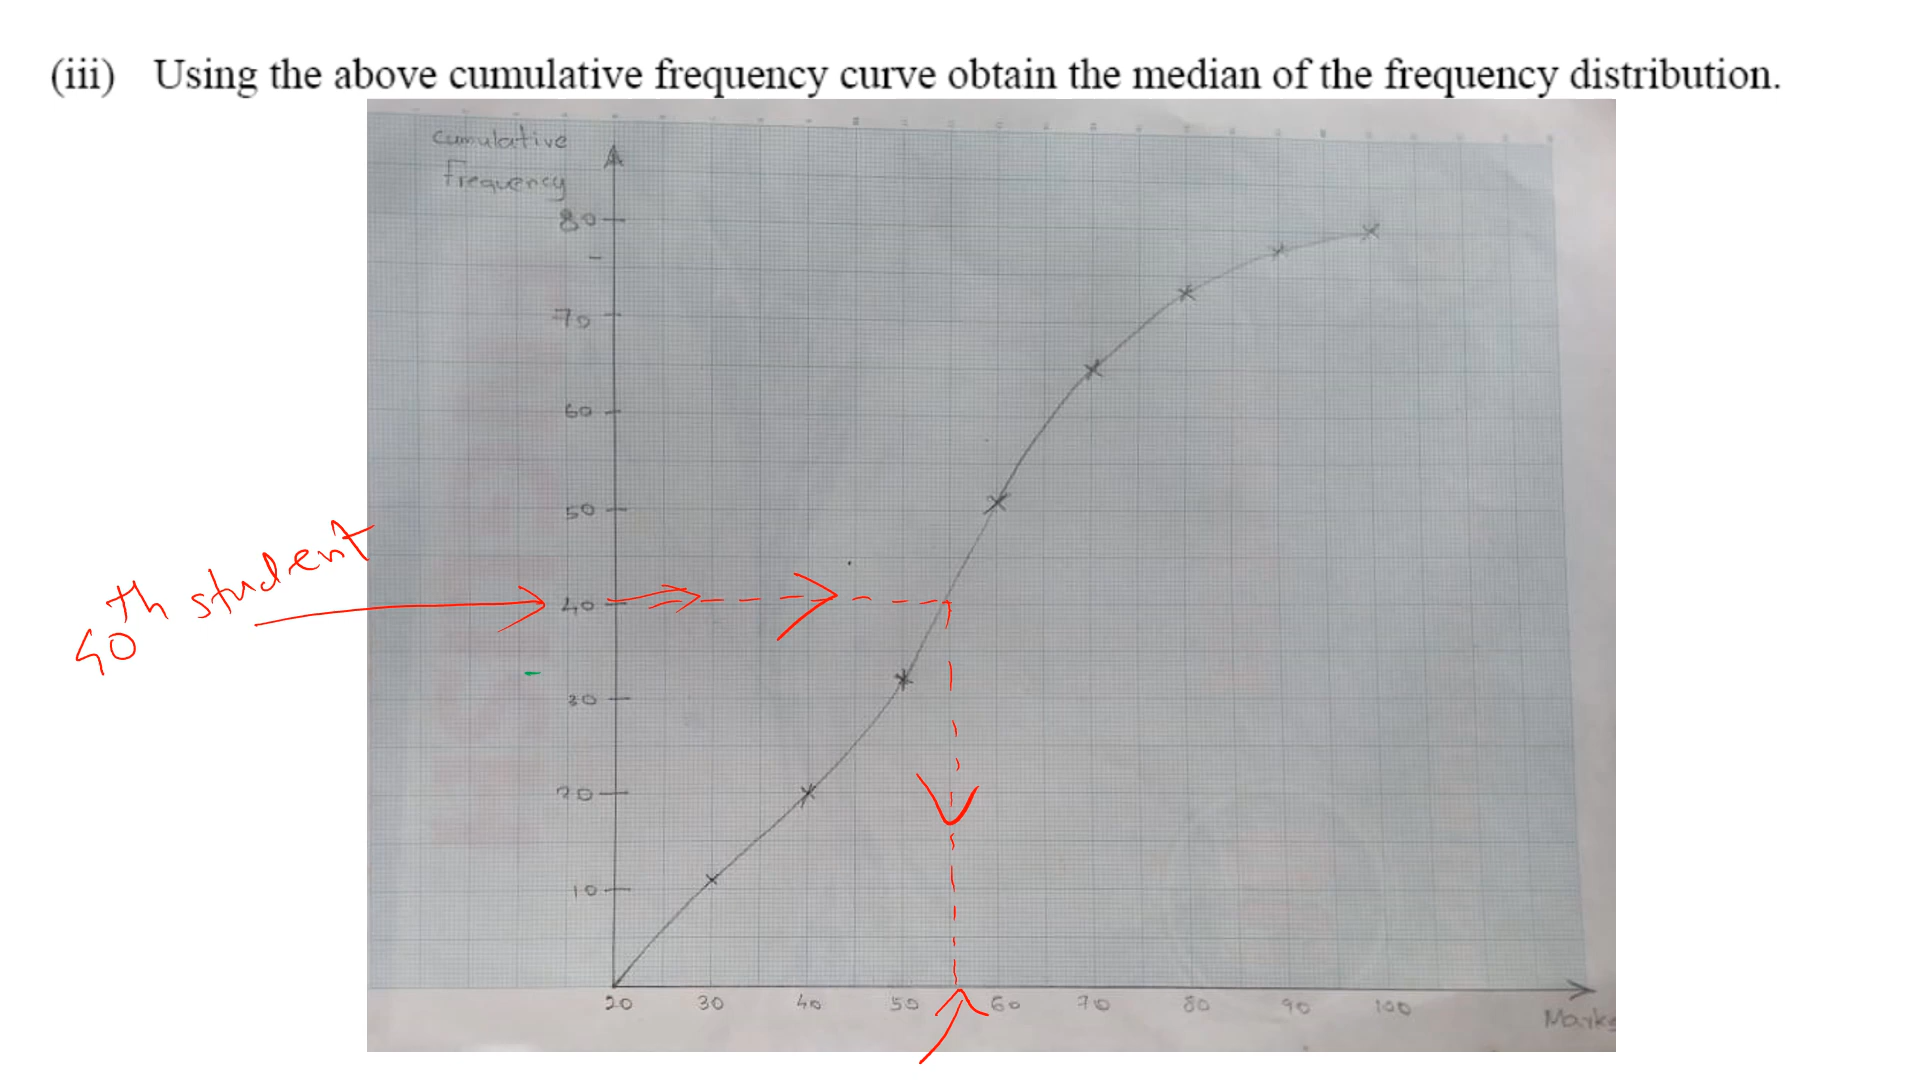 (iii) Using the above cumulative frequency curve obtain the median of the frequency distribution.
Cumulative
Frequency
80
70
60
50
40th student
40
30
20
10
20 30 40 50 60 70 80 90 100
Marks